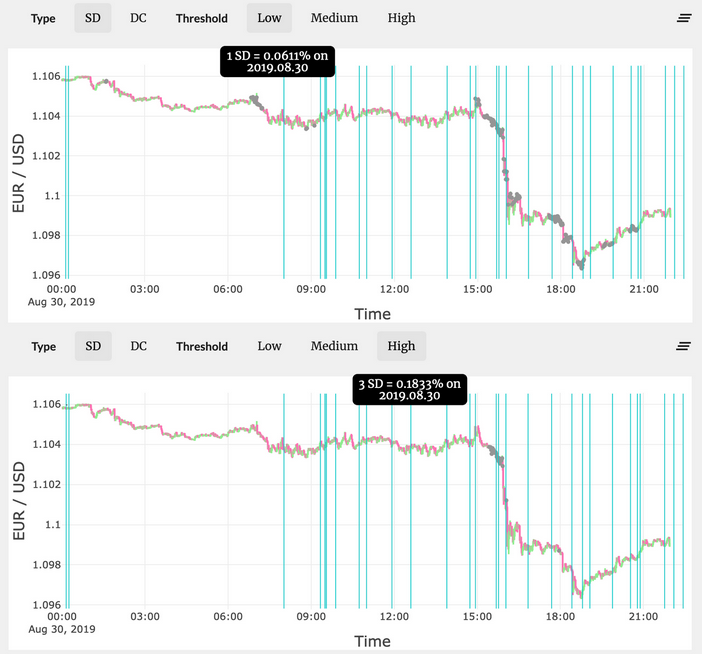 Type SD DC Threshold Low Medium High
1 SD = 0.0611% on
2019.08.30
1.106
1.104
1.102
1.1
1.098
1.096
EUR / USD
00:00 03:00 06:00 09:00 12:00 15:00 18:00 21:00
Aug 30, 2019
Time
Type SD DC Threshold Low Medium High
3 SD = 0.1833% on
2019.08.30
1.106
1.104
1.102
1.1
1.098
1.096
EUR / USD
00:00 03:00 06:00 09:00 12:00 15:00 18:00 21:00
Aug 30, 2019
Time